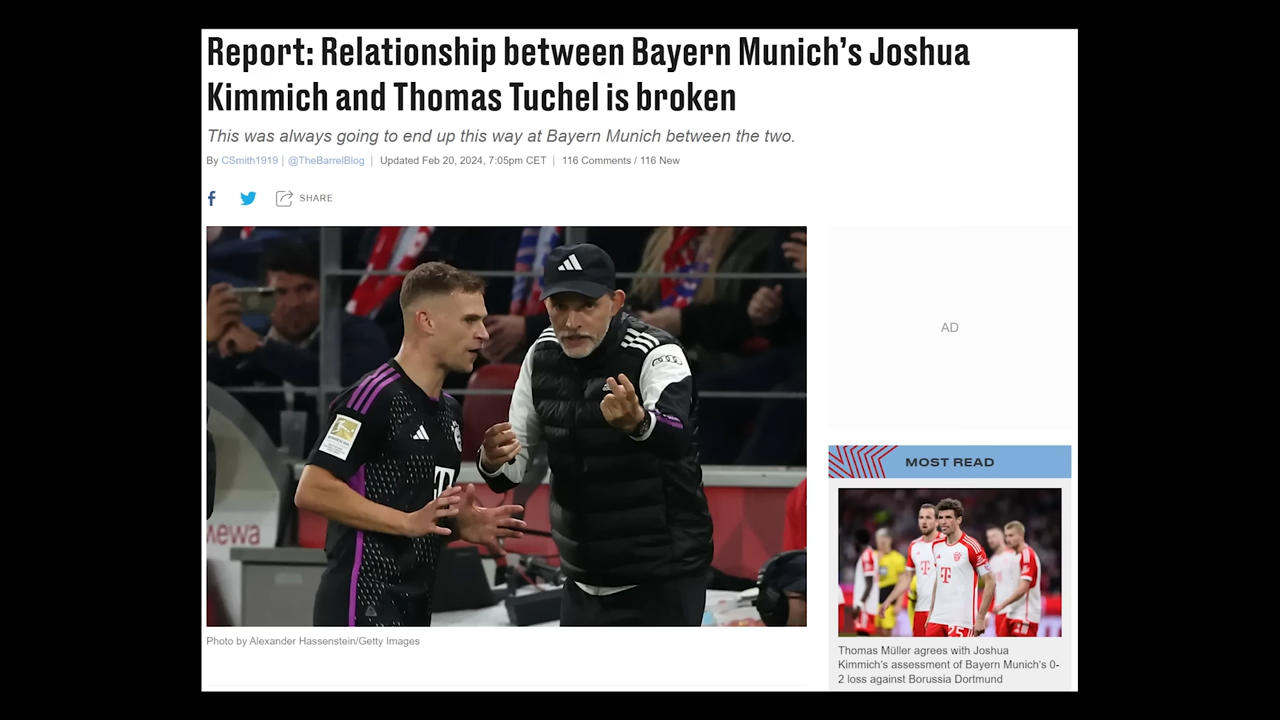 Report: Relationship between Bayern Munich’s Joshua
Kimmich and Thomas Tuchel is broken
This was always going to end up this way at Bayern Munich between the two.
By CSmith1919 | @TheBarrelBlog | Updated Feb 20, 2024, 7:05pm CET | 116 Comments / 116 New
SHARE
T
mewa
Photo by Alexander Hassenstein/Getty Images
AD
MOST READ
T
T
25
Thomas Müller agrees with Joshua
Kimmich’s assessment of Bayern Munich’s 0-
2 loss against Borussia Dortmund